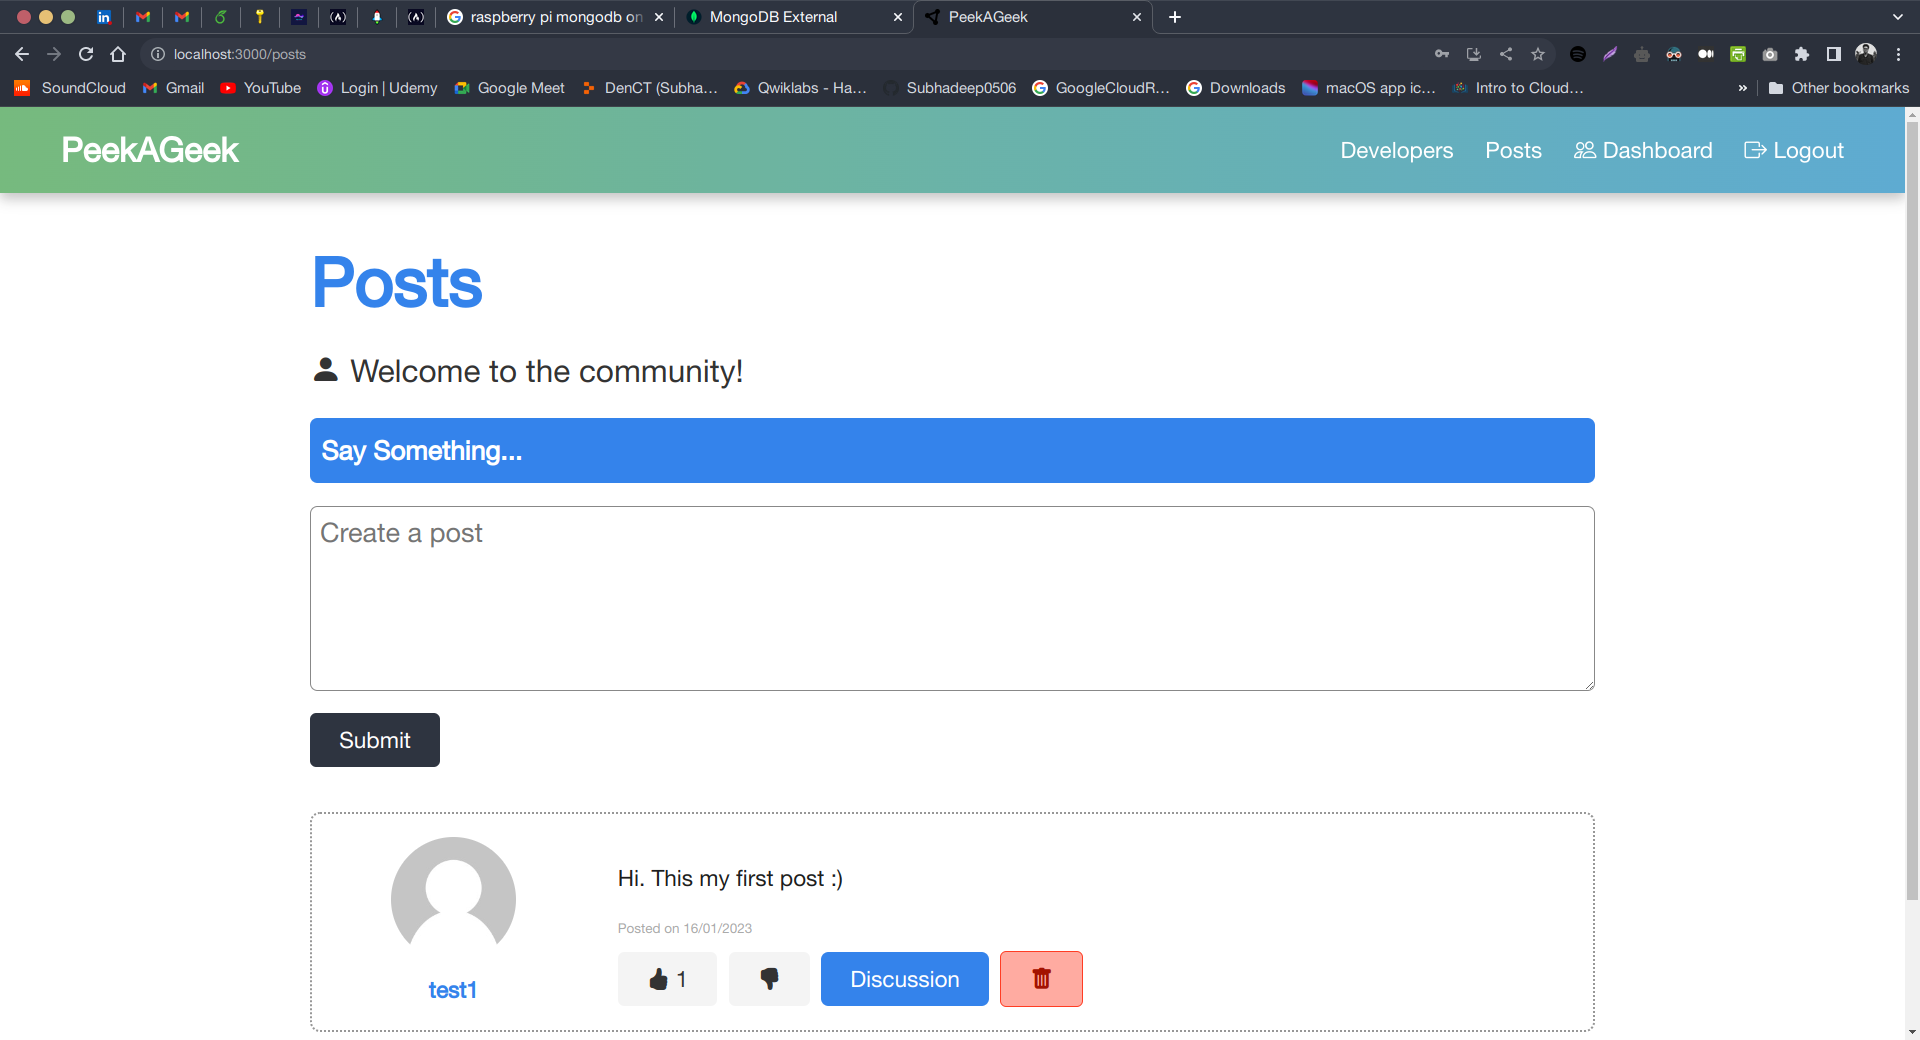 raspberry pi mongodb on
MongoDB External
PeekAGeek
localhost:3000/posts
SoundCloud
Gmail
YouTube
Login | Udemy
Google Meet
DenCT (Subha...
Qwiklabs - Ha...
Subhadeep0506
GoogleCloudR...
Downloads
macOS app ic...
Intro to Cloud...
»
Other bookmarks
PeekAGeek
Developers
Posts
Dashboard
Logout
Posts
Welcome to the community!
Say Something...
Create a post
Submit
Hi. This my first post :)
Posted on 16/01/2023
1
Discussion
test1